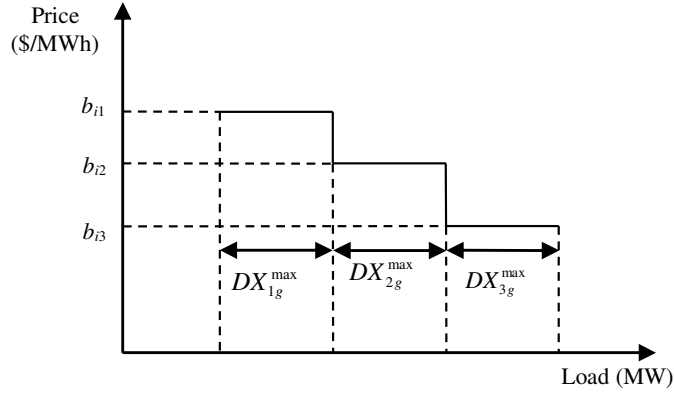 Price
($/MWh)
b_{i1}
b_{i2}
b_{i3}
DX_{1g}^{max}
DX_{2g}^{max}
DX_{3g}^{max}
Load (MW)